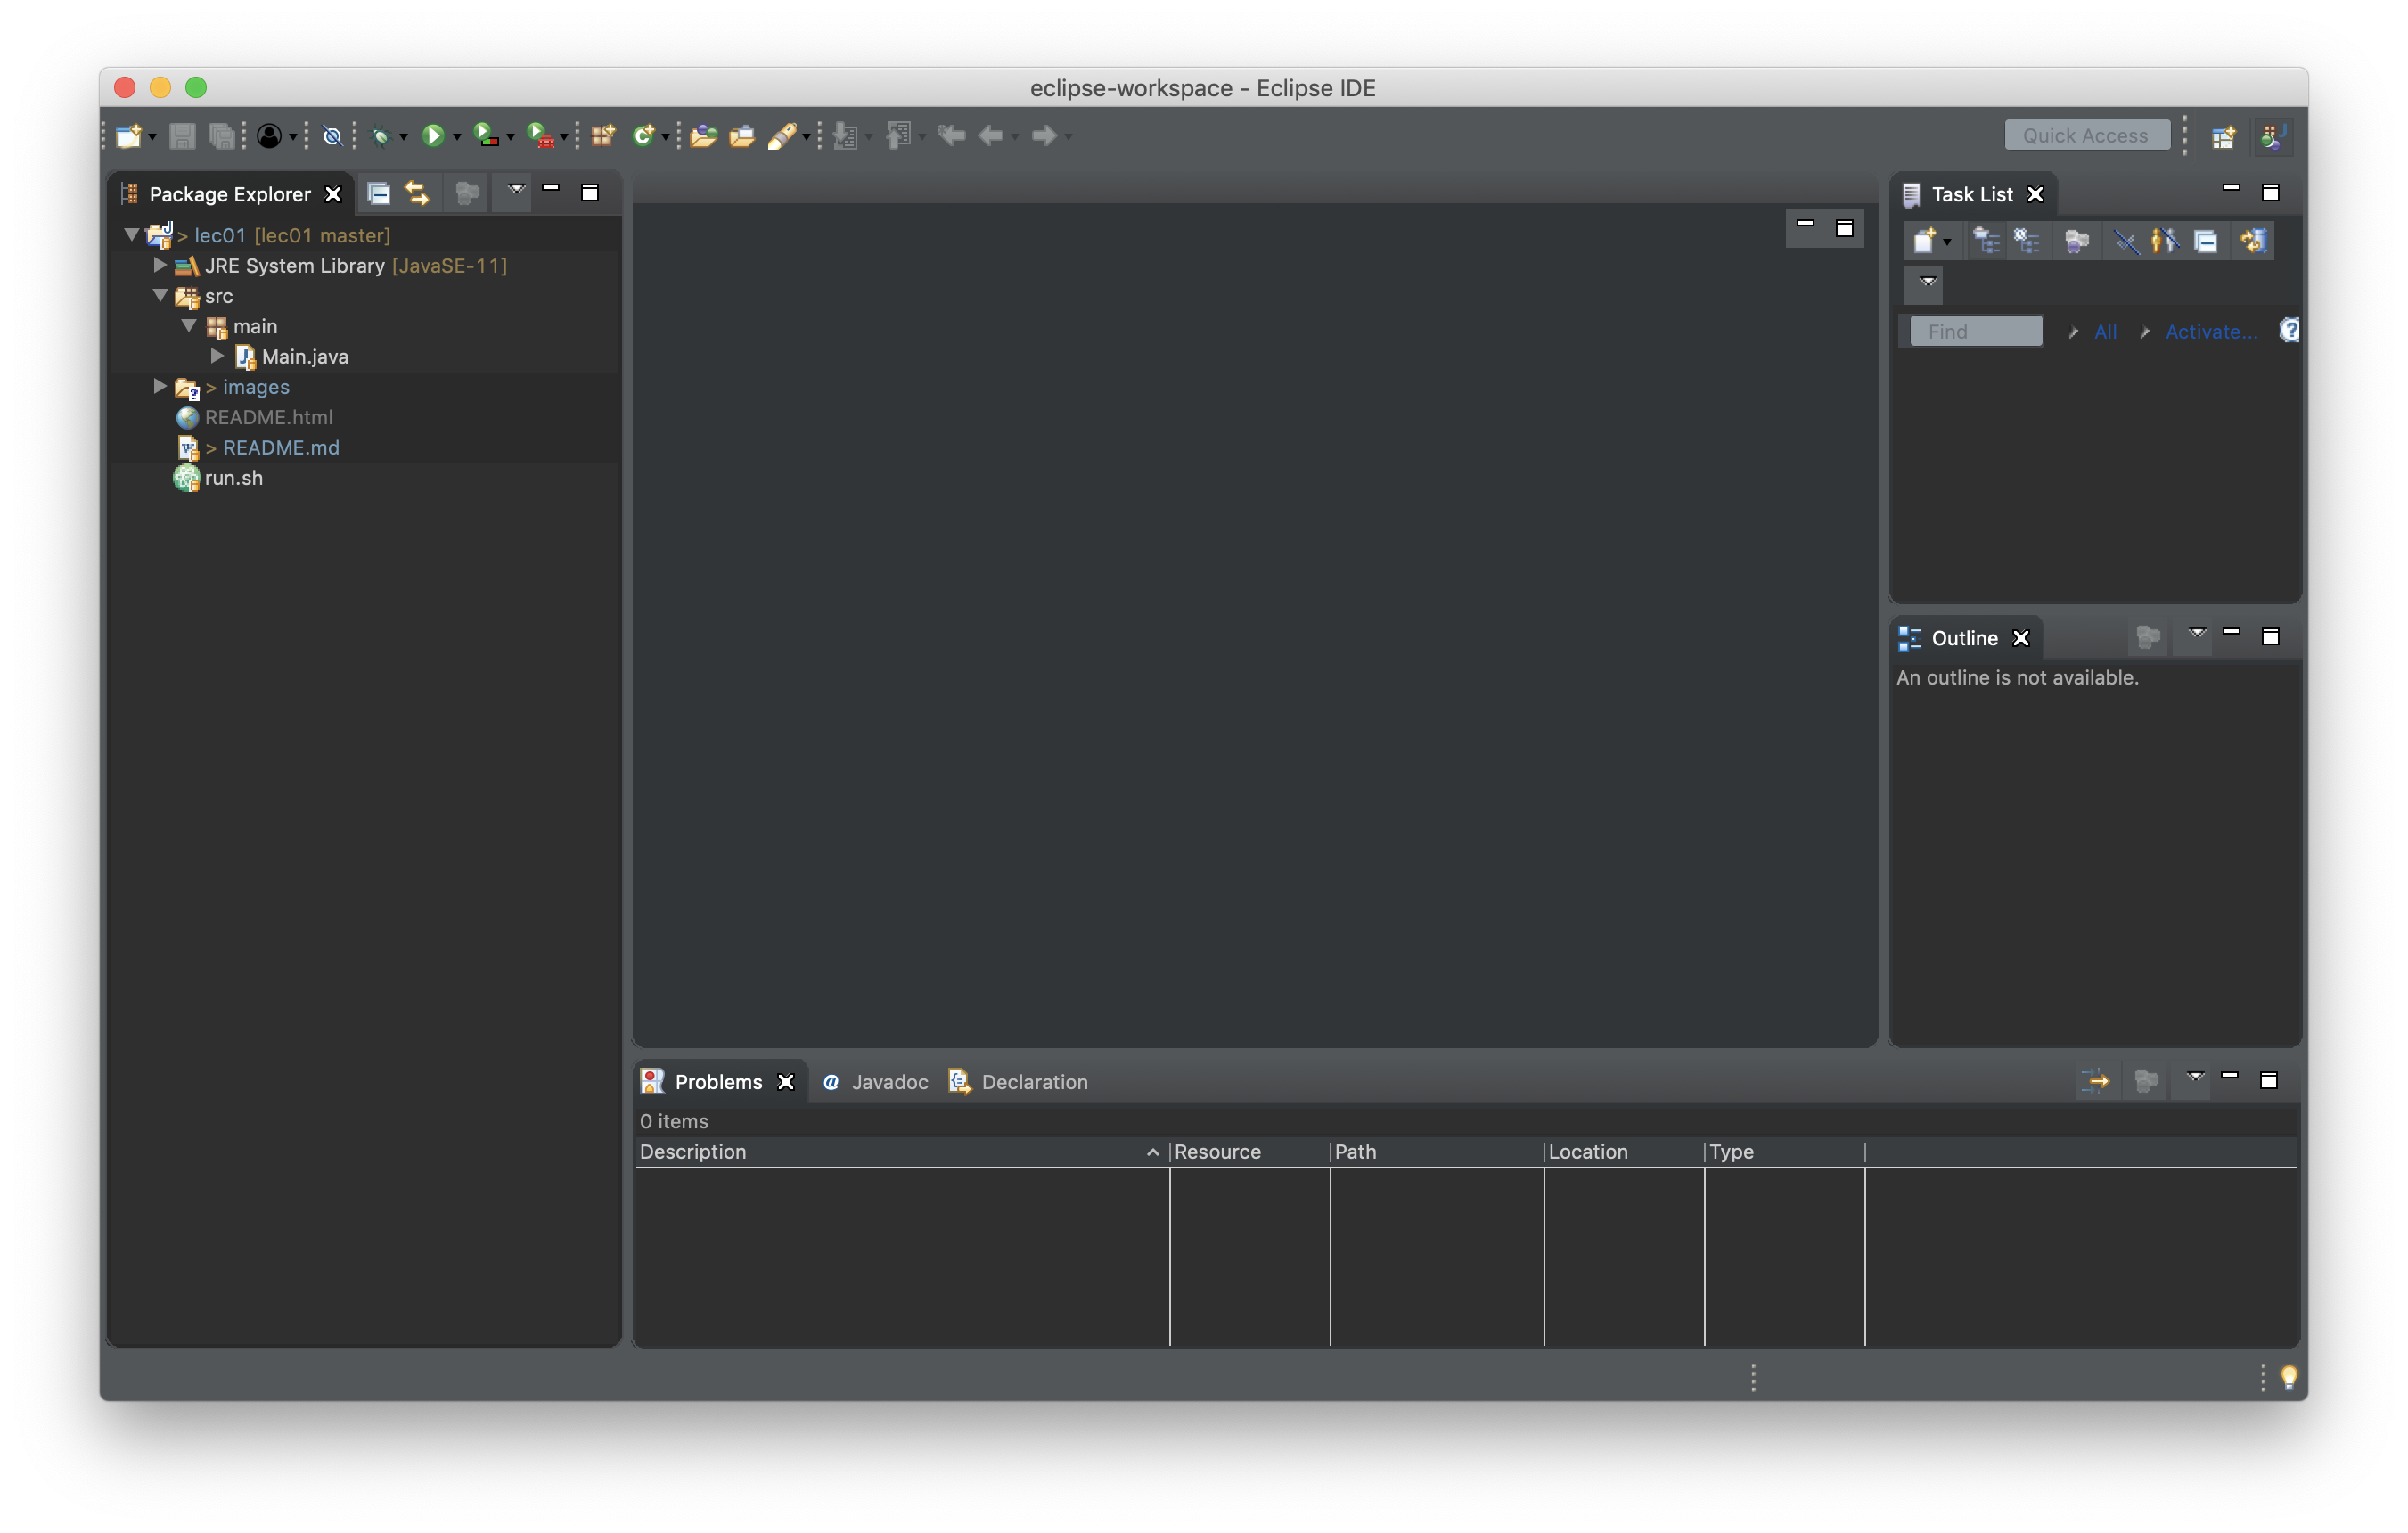 eclipse-workspace - Eclipse IDE
Quick Access
Package Explorer
> lec01 [lec01 master]
JRE System Library [JavaSE-11]
src
main
Main.java
> images
README.html
> README.md
run.sh
Task List
Find
All
Activate...
Outline
An outline is not available.
Problems
@ Javadoc
Declaration
0 items
Description
Resource
Path
Location
Type